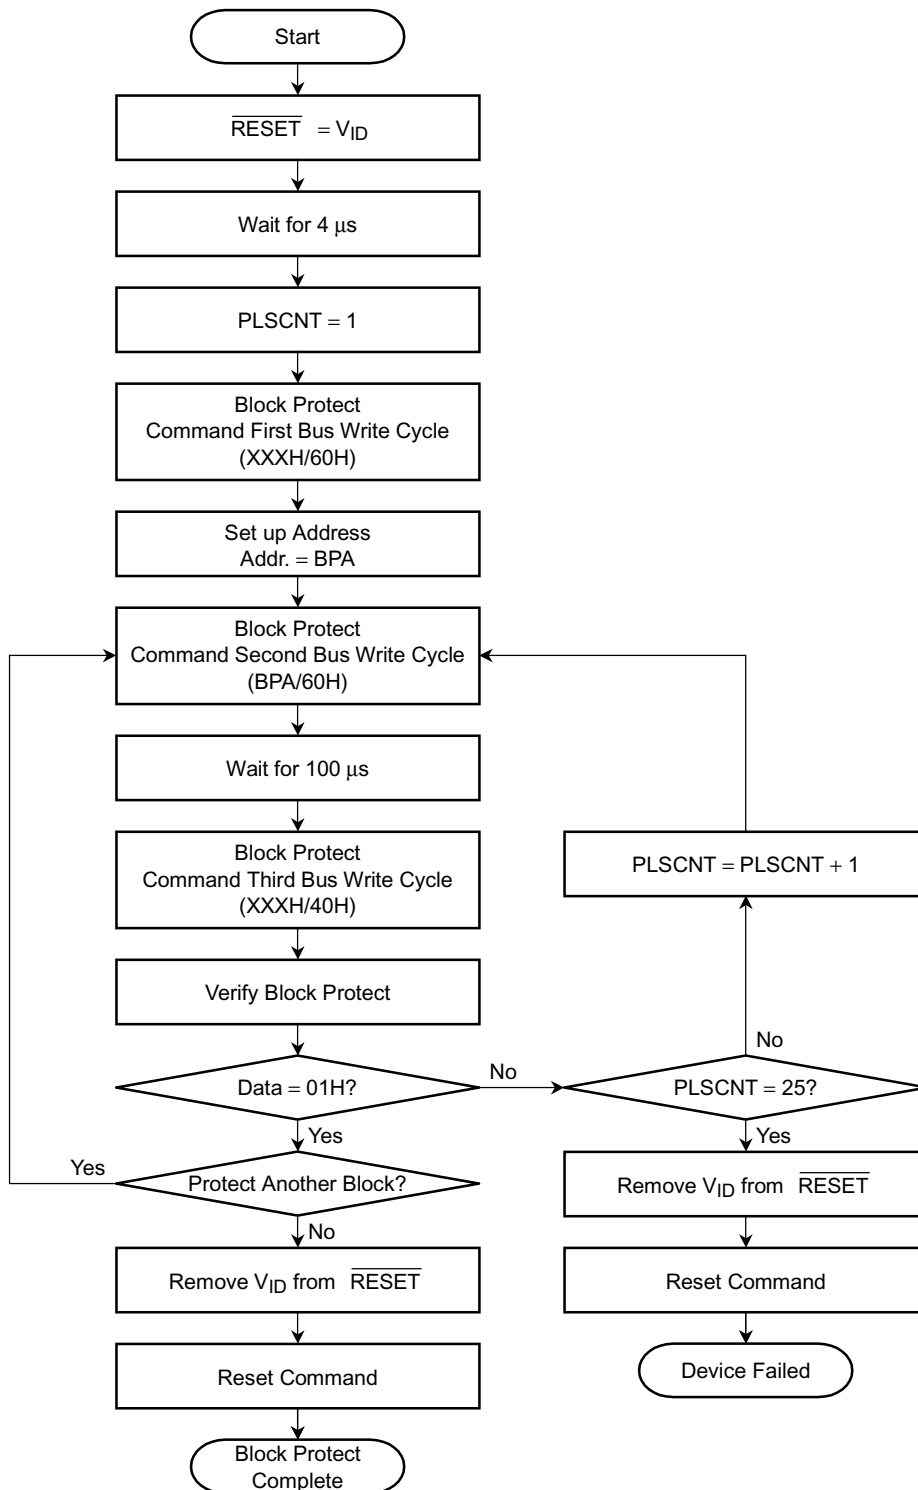 Start
RESET = VID
Wait for 4 μs
PLSCNT = 1
Block Protect
Command First Bus Write Cycle
(XXXH/60H)
Set up Address
Addr. = BPA
Block Protect
Command Second Bus Write Cycle
(BPA/60H)
Wait for 100 μs
Block Protect
Command Third Bus Write Cycle
(XXXH/40H)
PLSCNT = PLSCNT + 1
Verify Block Protect
No
Data = 01H?
No
PLSCNT = 25?
Yes
Yes
Yes
Protect Another Block?
Remove VID from RESET
No
Remove VID from RESET
Reset Command
Reset Command
Device Failed
Block Protect
Complete